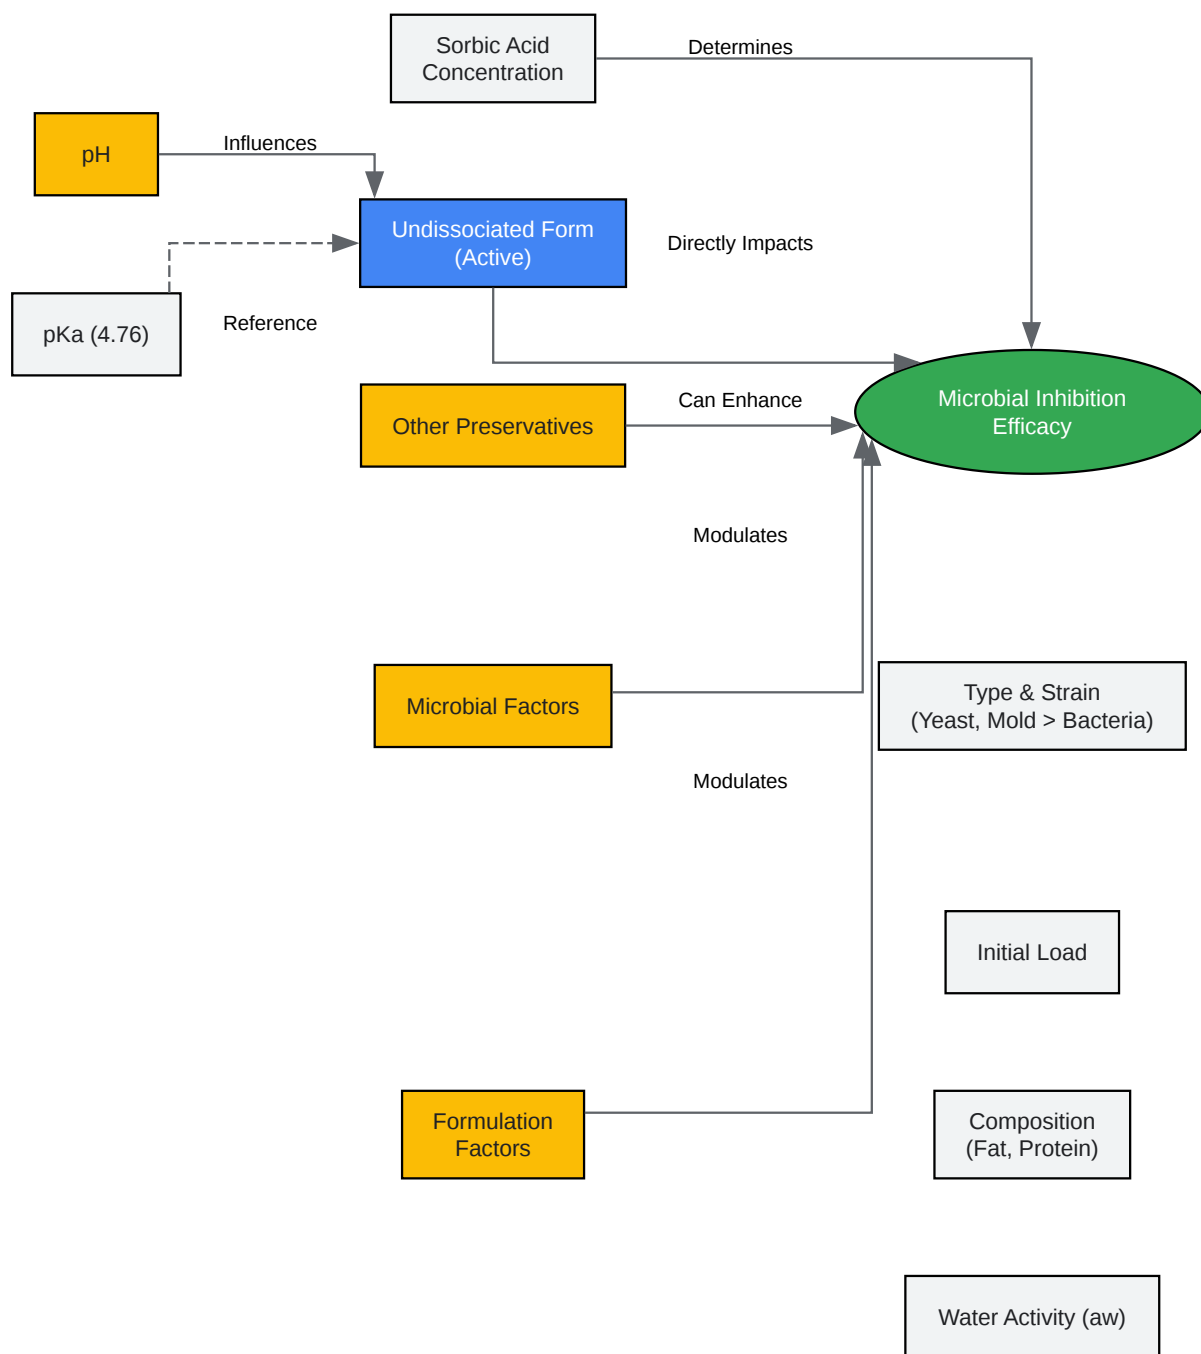 Sorbic Acid
Concentration
Determines
pH
Influences
Undissociated Form
(Active)
Directly Impacts
pKa (4.76)
Reference
Other Preservatives
Can Enhance
Microbial Inhibition
Efficacy
Modulates
Microbial Factors
Type & Strain
(Yeast, Mold > Bacteria)
Modulates
Initial Load
Formulation
Factors
Composition
(Fat, Protein)
Water Activity (aw)